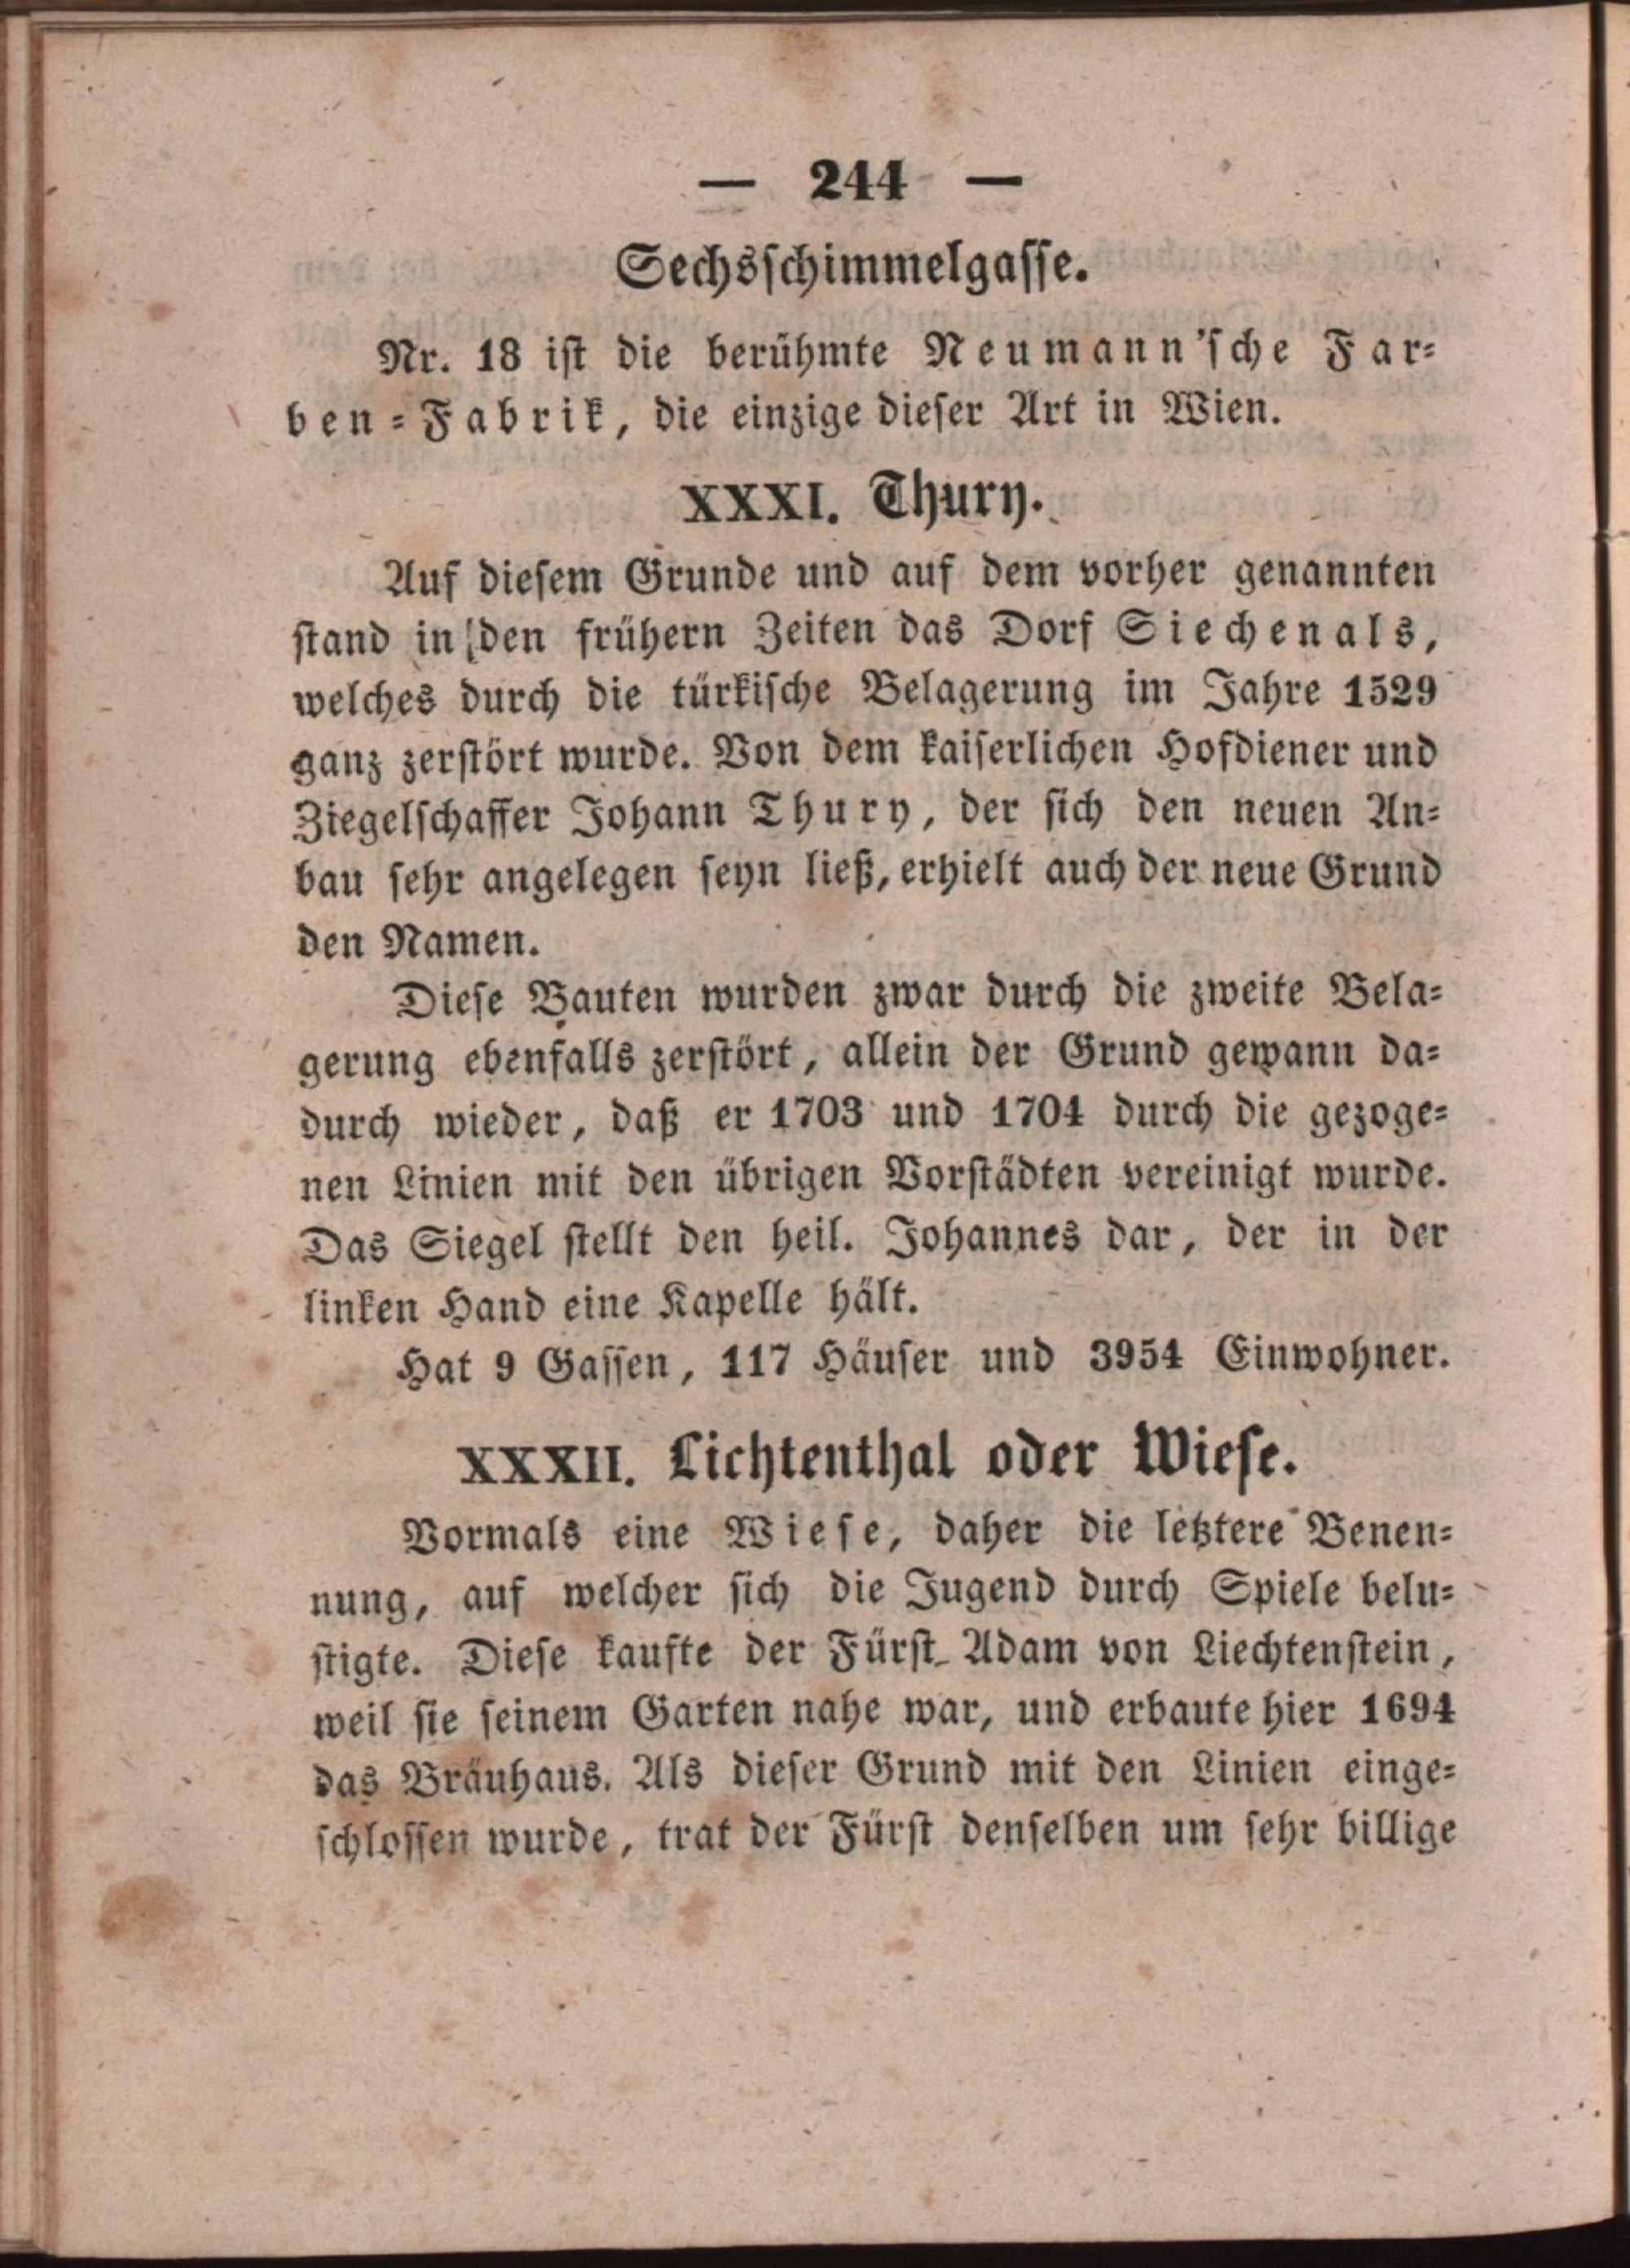 — 244 —
Sechsschimmelgasse.
Nr. 18 ist die berühmte Neumann'sche Far-
ben-Fabrik, die einzige dieser Art in Wien.
XXXI. Thury.
Auf diesem Grunde und auf dem vorher genannten
stand in den frühern Zeiten das Dorf Siechenals,
welches durch die türkische Belagerung im Jahre 1529
ganz zerstört wurde. Von dem kaiserlichen Hofdiener und
Ziegelschaffer Johann Thury, der sich den neuen An-
bau sehr angelegen seyn ließ, erhielt auch der neue Grund
den Namen.
Diese Bauten wurden zwar durch die zweite Bela-
gerung ebenfalls zerstört, allein der Grund gewann da-
durch wieder, daß er 1703 und 1704 durch die gezoge-
nen Linien mit den übrigen Vorstädten vereinigt wurde.
Das Siegel stellt den heil. Johannes dar, der in der
linken Hand eine Kapelle hält.
Hat 9 Gassen, 117 Häuser und 3954 Einwohner.
XXXII. Lichtenthal oder Wiese.
Vormals eine Wiese, daher die letztere Benen-
nung, auf welcher sich die Jugend durch Spiele belu-
stigte. Diese kaufte der Fürst Adam von Liechtenstein,
weil sie seinem Garten nahe war, und erbaute hier 1694
das Bräuhaus. Als dieser Grund mit den Linien einge-
schlossen wurde, trat der Fürst denselben um sehr billige